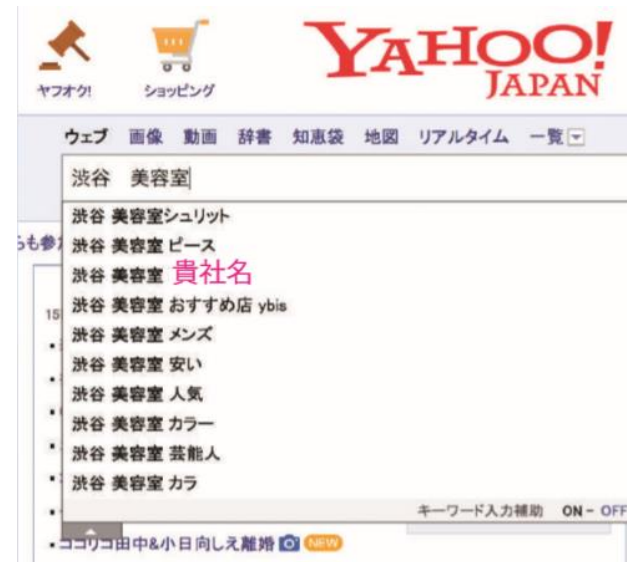 YAHOO!
JAPAN
ヤフオク! ショッピング
ウェブ 画像 動画 辞書 知恵袋 地図 リアルタイム 一覧
渋谷 美容室
渋谷 美容室シュリット
渋谷 美容室 ピース
渋谷 美容室 貴社名
渋谷 美容室 おすすめ店 ybis
渋谷 美容室 メンズ
渋谷 美容室 安い
渋谷 美容室 人気
渋谷 美容室 カラー
渋谷 美容室 芸能人
渋谷 美容室 カラ
キーワード入力補助 ON - OFF
ココリコ田中&小日向しえ離婚 NEW